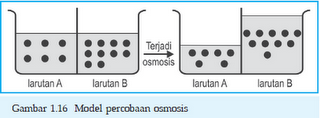 Terjadi
osmosis
larutan A larutan B larutan A larutan B
Gambar 1.16 Model percobaan osmosis